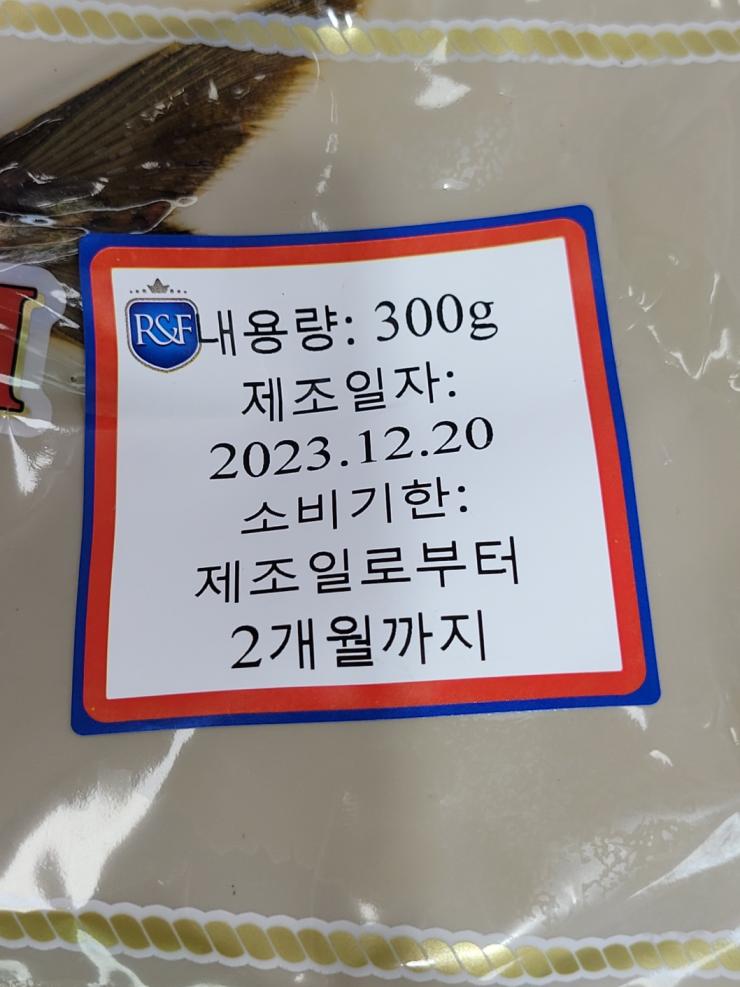 R&F
내용량: 300g
제조일자:
2023.12.20
소비기한:
제조일로부터
2개월까지